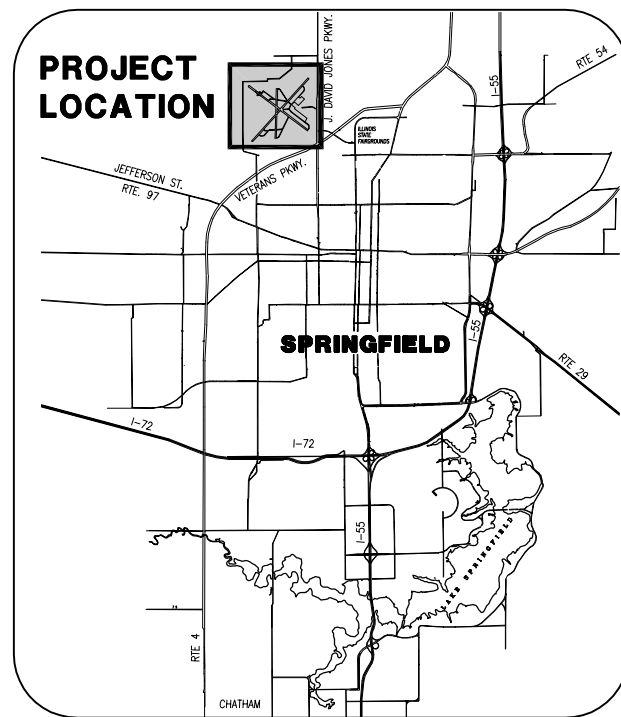 PROJECT
LOCATION
J. DAVID JONES PKWY.
I-55
RTE 54
ILLINOIS
STATE
FAIRGROUNDS
JEFFERSON ST.
RTE. 97
VETERANS PKWY.
SPRINGFIELD
I-55
RTE 29
I-72
I-72
I-55
LAKE SPRINGFIELD
RTE 4
CHATHAM